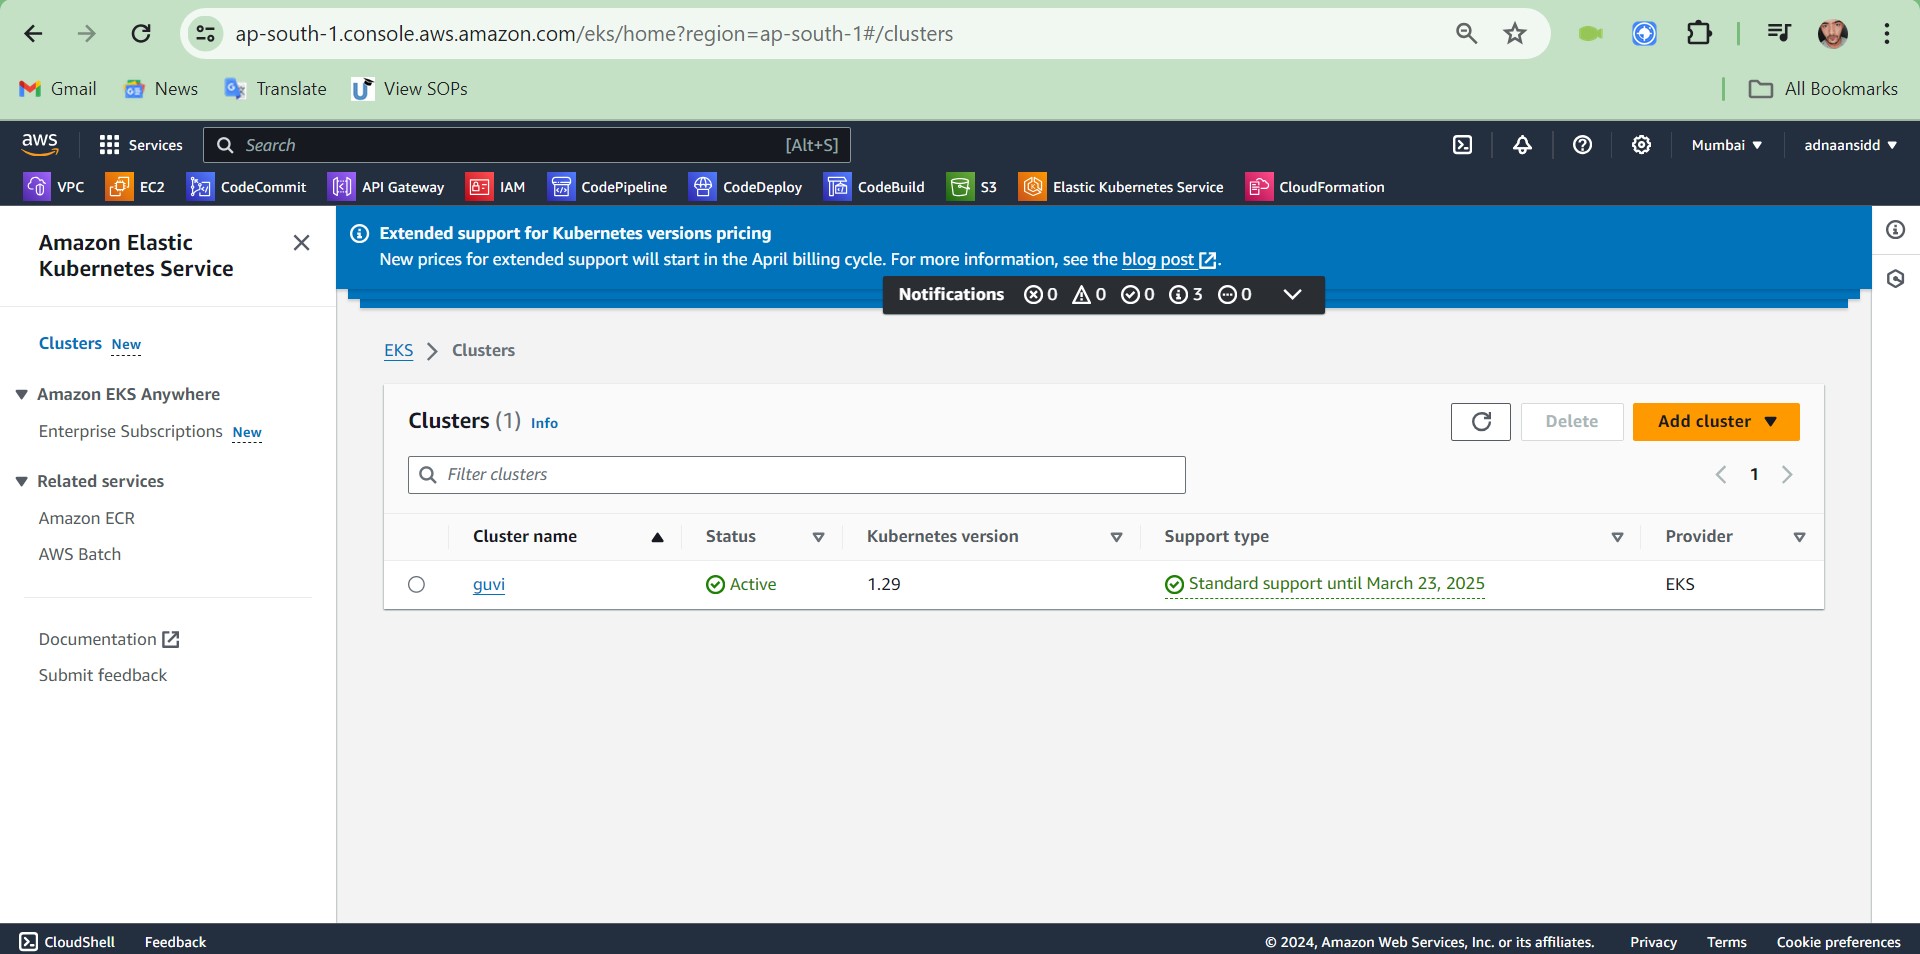 ap-south-1.console.aws.amazon.com/eks/home?region=ap-south-1#/clusters
Gmail News Translate View SOPs All Bookmarks
aws Services Search [Alt+S] Mumbai adnaansidd
VPC EC2 CodeCommit API Gateway IAM CodePipeline CodeDeploy CodeBuild S3 Elastic Kubernetes Service CloudFormation
Amazon Elastic
Kubernetes Service
Clusters New
Amazon EKS Anywhere
Enterprise Subscriptions New
Related services
Amazon ECR
AWS Batch
Documentation
Submit feedback
Extended support for Kubernetes versions pricing
New prices for extended support will start in the April billing cycle. For more information, see the blog post.
Notifications 0 0 0 3 0
EKS Clusters
Clusters (1) Info Delete Add cluster
Filter clusters 1
Cluster name Status Kubernetes version Support type Provider
guvi Active 1.29 Standard support until March 23, 2025 EKS
CloudShell Feedback © 2024, Amazon Web Services, Inc. or its affiliates. Privacy Terms Cookie preferences